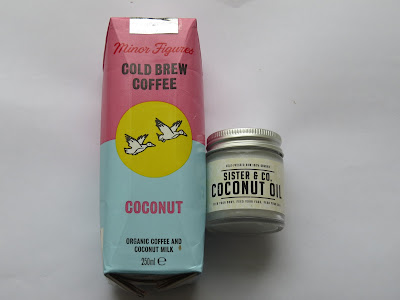 Minor Figures
COLD BREW
COFFEE
COCONUT
ORGANIC COFFEE AND
COCONUT MILK
250ml ℮
SISTER & CO.
COCONUT OIL